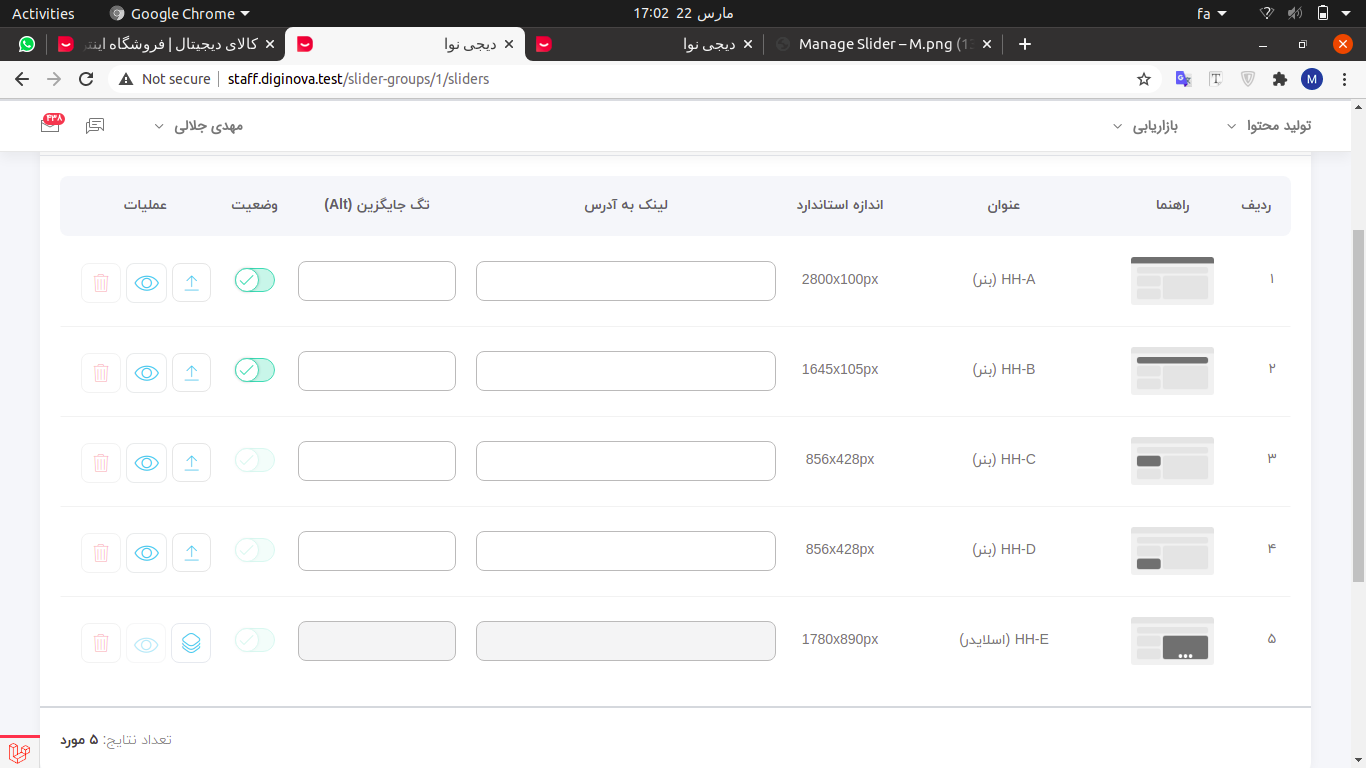 Activities Google Chrome 17:02 22 مارس fa
کالای دیجیتال | فروشگاه اینتر دیجی نوا دیجی نوا Manage Slider – M.png (13
Not secure staff.diginova.test/slider-groups/1/sliders M
تولید محتوا بازاریابی مهدی جلالی ۴۳۸
ردیف راهنما عنوان اندازه استاندارد لینک به آدرس تگ جایگزین (Alt) وضعیت عملیات
۱ HH-A (بنر) 2800x100px
۲ HH-B (بنر) 1645x105px
۳ HH-C (بنر) 856x428px
۴ HH-D (بنر) 856x428px
۵ HH-E (اسلایدر) 1780x890px
تعداد نتایج: ۵ مورد